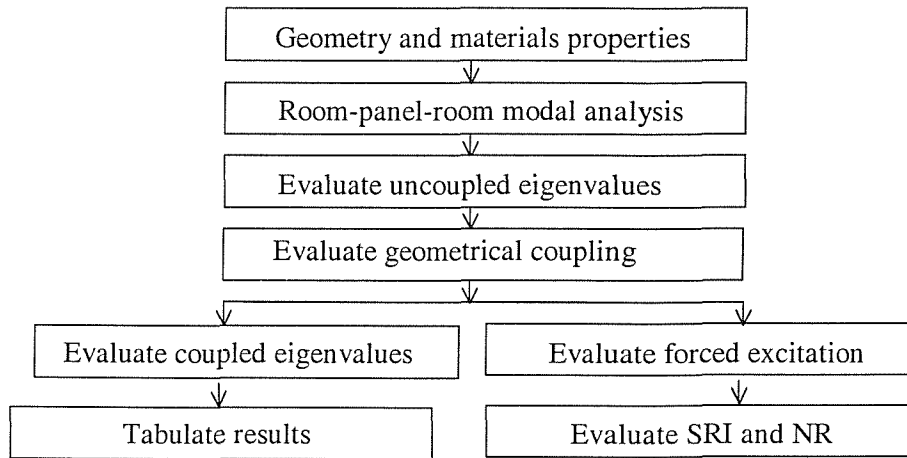 Geometry and materials properties
Room-panel-room modal analysis
Evaluate uncoupled eigenvalues
Evaluate geometrical coupling
Evaluate coupled eigenvalues
Evaluate forced excitation
Tabulate results
Evaluate SRI and NR